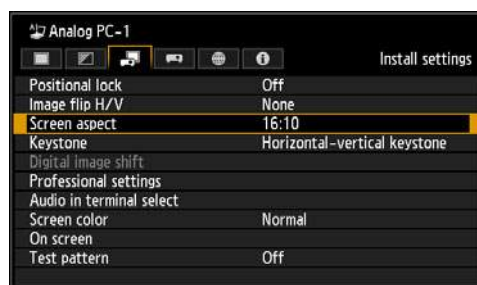 Analog PC-1
Install settings
Positional lock Off
Image flip H/V None
Screen aspect 16:10
Keystone Horizontal-vertical keystone
Digital image shift
Professional settings
Audio in terminal select
Screen color Normal
On screen
Test pattern Off